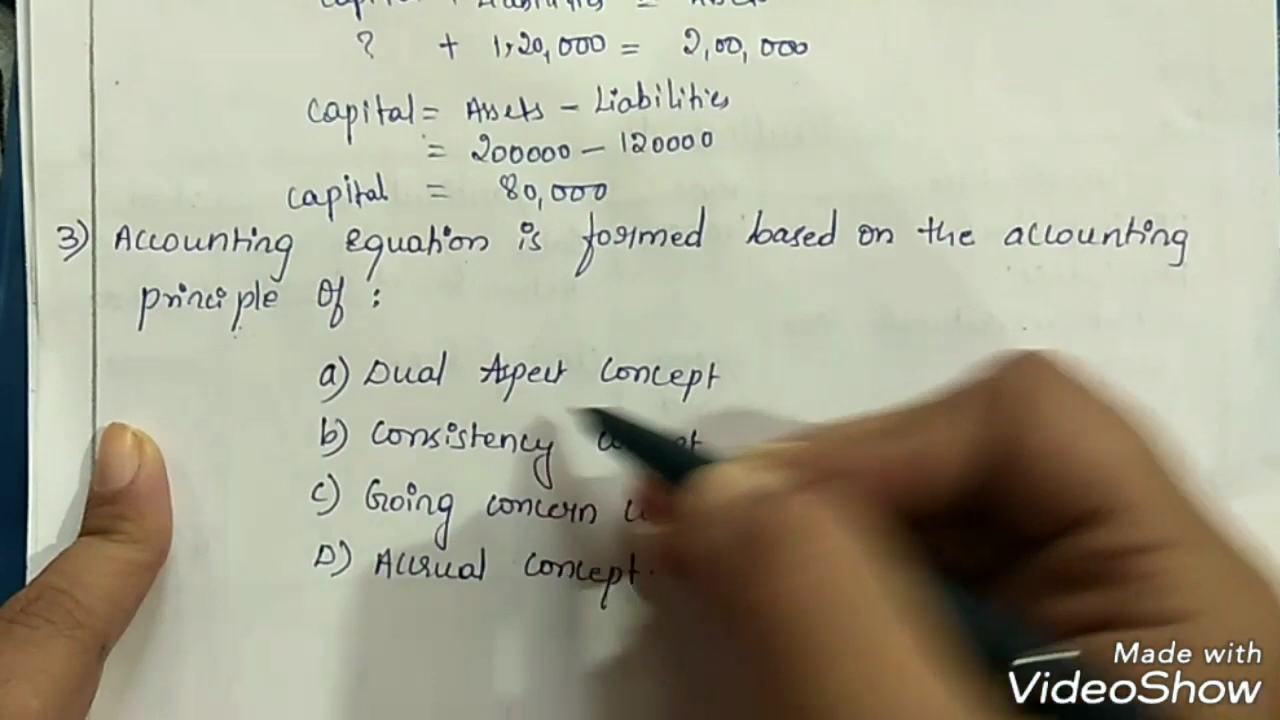 ? + 1,20,000 = 2,00,000
Capital = Assets - Liabilities
= 200000 - 120000
Capital = 80,000
3) Accounting equation is formed based on the accounting
principle of :
a) Dual Aspect Concept
b) Consistency
c) Going concern
D) Accrual concept.
Made with
VideoShow